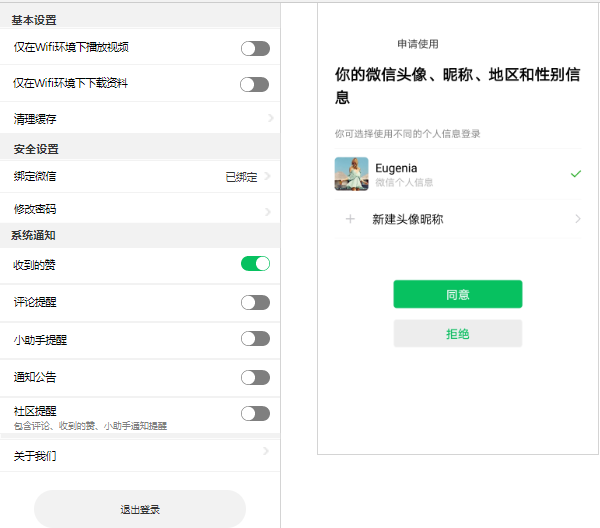 基本设置
仅在Wifi环境下播放视频
仅在Wifi环境下下载资料
清理缓存
安全设置
绑定微信 已绑定
修改密码
系统通知
收到的赞
评论提醒
小助手提醒
通知公告
社区提醒
包含评论、收到的赞、小助手通知提醒
关于我们
退出登录
申请使用
你的微信头像、昵称、地区和性别信
息
你可选择使用不同的个人信息登录
Eugenia
微信个人信息
新建头像昵称
同意
拒绝